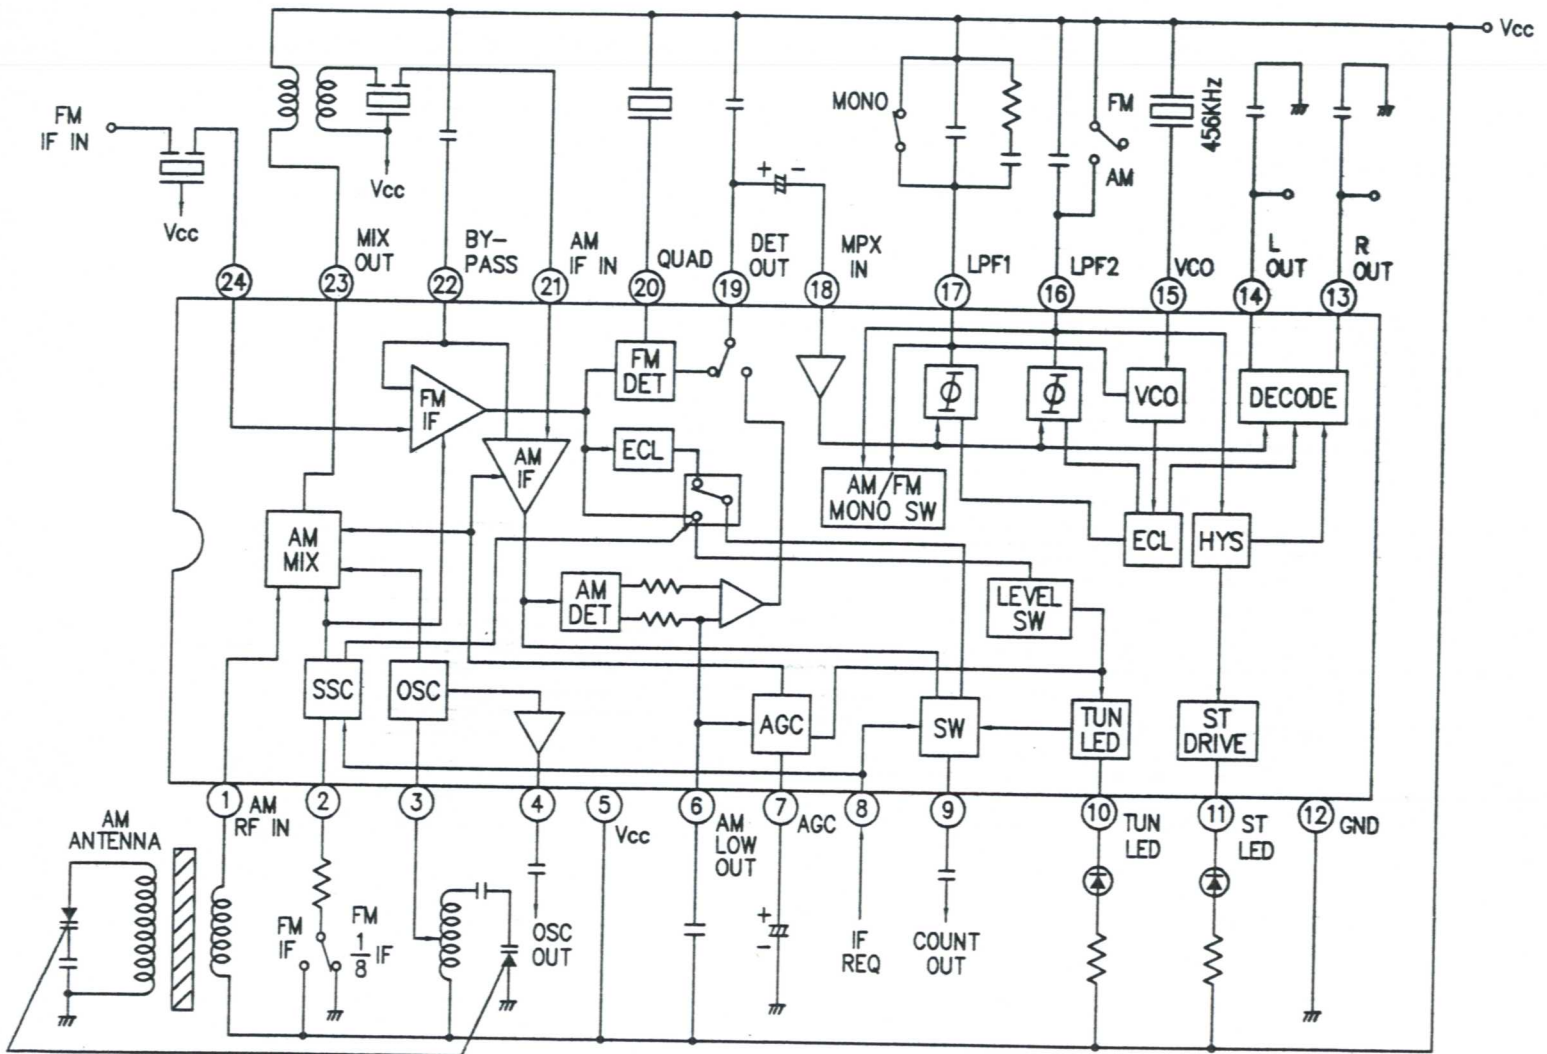 Vcc
FM
IF IN
Vcc
Vcc
MONO
FM
AM
456KHz
+ -
MIX
OUT
BY-
PASS
AM
IF IN
QUAD
DET
OUT
MPX
IN
LPF1
LPF2
VCO
L
OUT
R
OUT
24
23
22
21
20
19
18
17
16
15
14
13
FM
IF
FM
DET
ϕ
ϕ
VCO
DECODE
AM
IF
ECL
AM/FM
MONO SW
AM
MIX
ECL
HYS
AM
DET
LEVEL
SW
SSC
OSC
AGC
SW
TUN
LED
ST
DRIVE
1
2
3
4
5
6
7
8
9
10
11
12
AM
RF IN
Vcc
AM
LOW
OUT
AGC
TUN
LED
ST
LED
GND
AM
ANTENNA
FM
IF
FM
1/8 IF
OSC
OUT
+
-
IF
REQ
COUNT
OUT